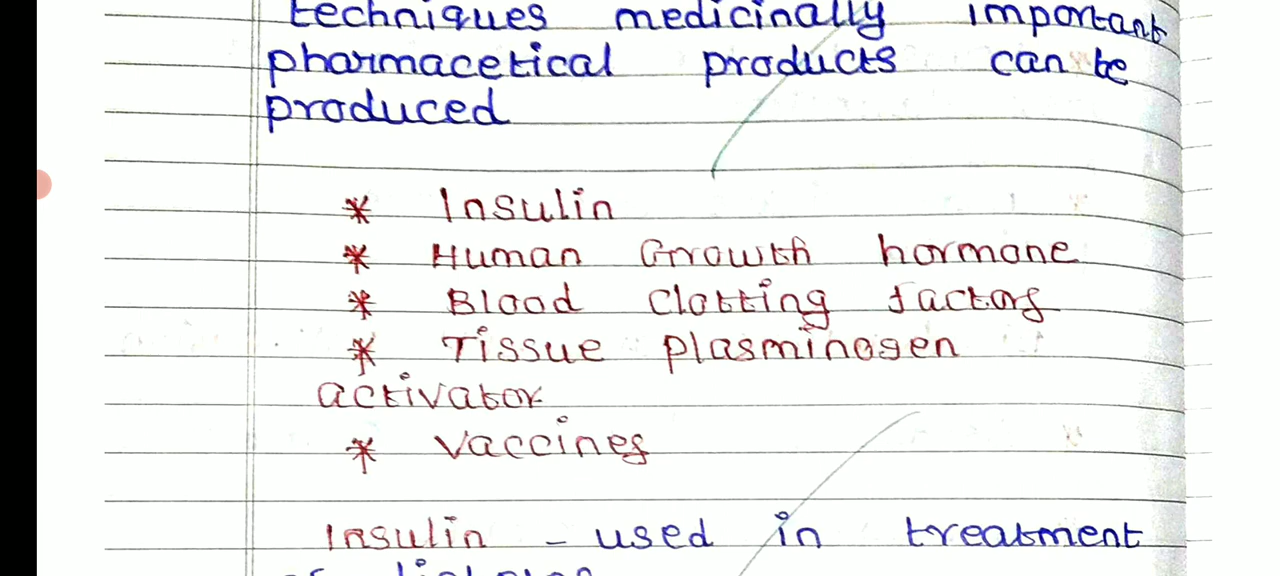 techniques medicinally important
pharmacetical products can be
produced
* Insulin
* Human Growth hormone
* Blood Clotting factors
* Tissue plasminogen
activator
* Vaccines
Insulin - used in treatment